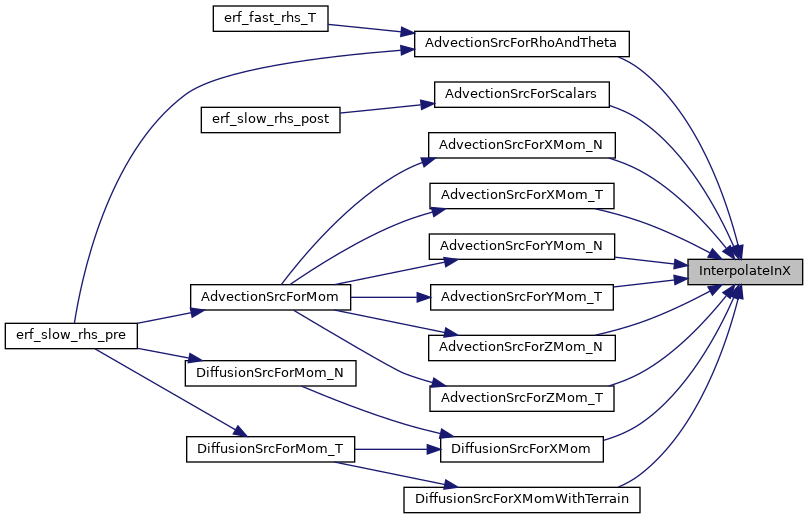 erf_fast_rhs_T
AdvectionSrcForRhoAndTheta
AdvectionSrcForScalars
erf_slow_rhs_post
AdvectionSrcForXMom_N
AdvectionSrcForXMom_T
AdvectionSrcForYMom_N
InterpolateInX
AdvectionSrcForMom
AdvectionSrcForYMom_T
erf_slow_rhs_pre
AdvectionSrcForZMom_N
DiffusionSrcForMom_N
AdvectionSrcForZMom_T
DiffusionSrcForMom_T
DiffusionSrcForXMom
DiffusionSrcForXMomWithTerrain